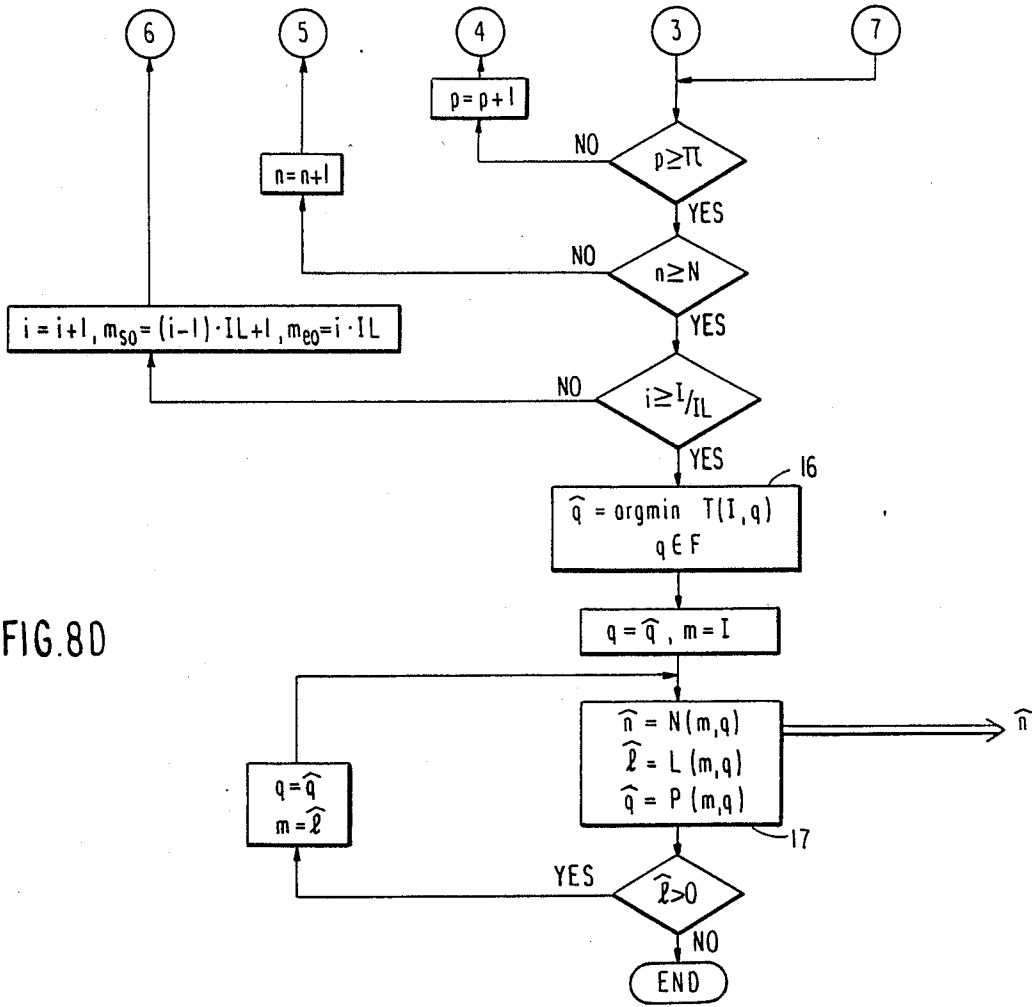 6
5
4
3
7
p=p+1
NO
p≥π
YES
n=n+1
NO
n≥N
YES
i=i+1, m_so=(i-1)·IL+1, m_eo=i·IL
NO
i≥I/IL
YES
16
q̂ = argmin T(I,q)
q∈F
q=q̂, m=I
FIG.8D
n̂ = N(m,q)
ℓ̂ = L(m,q)
q̂ = P(m,q)
n̂
17
q=q̂
m=ℓ̂
YES
ℓ̂>0
NO
END